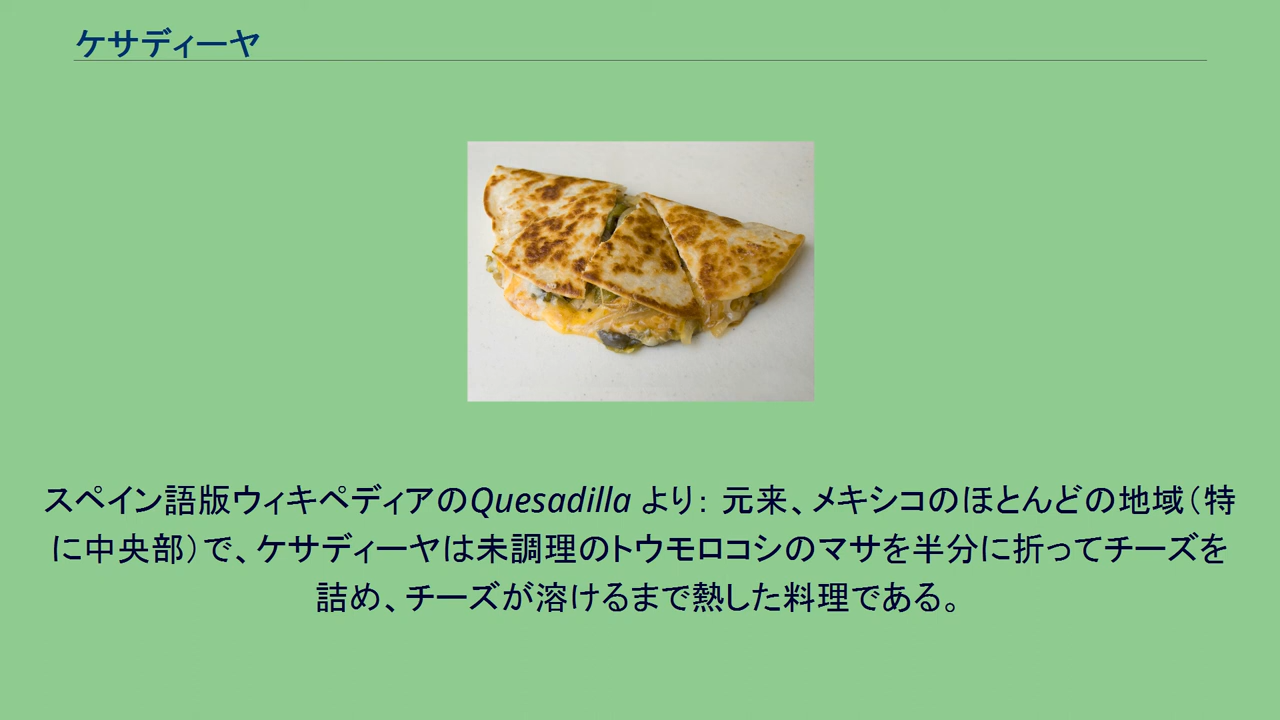 ケサディーヤ
スペイン語版ウィキペディアのQuesadilla より： 元来、メキシコのほとんどの地域（特
に中央部）で、ケサディーヤは未調理のトウモロコシのマサを半分に折ってチーズを
詰め、チーズが溶けるまで熱した料理である。